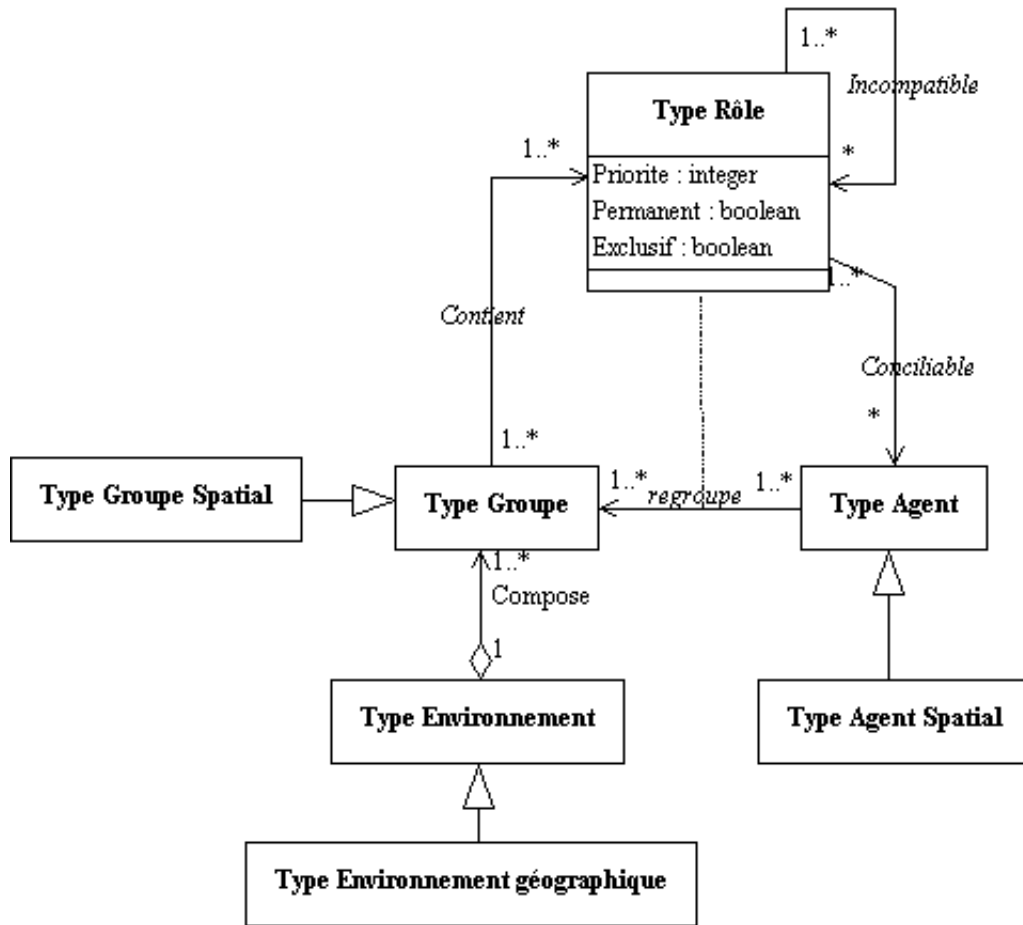 1..*
Incompatible
Type Rôle
1..*
*
Priorite : integer
Permanent : boolean
Exclusif : boolean
1..*
Contient
Conciliable
*
1..*
Type Groupe Spatial
Type Groupe
1..*
regroupe
1..*
Type Agent
1..*
Compose
1
Type Environnement
Type Agent Spatial
Type Environnement géographique